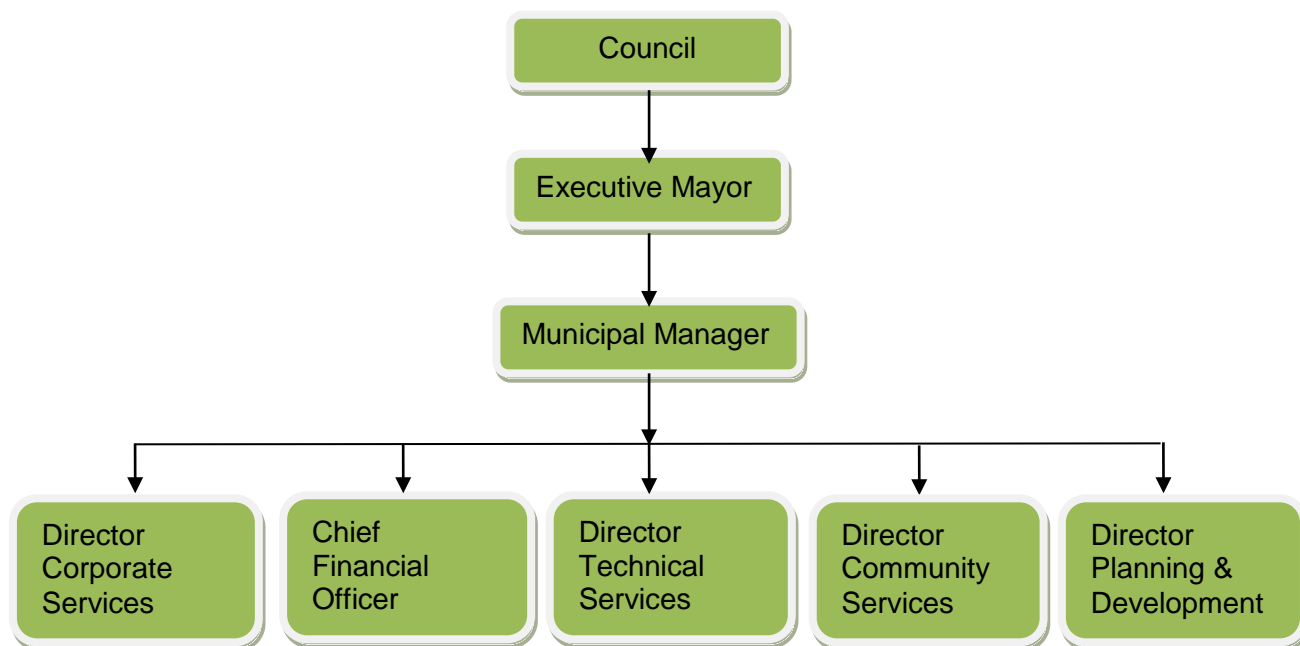 Council
Executive Mayor
Municipal Manager
Director
Corporate
Services
Chief
Financial
Officer
Director
Technical
Services
Director
Community
Services
Director
Planning &
Development